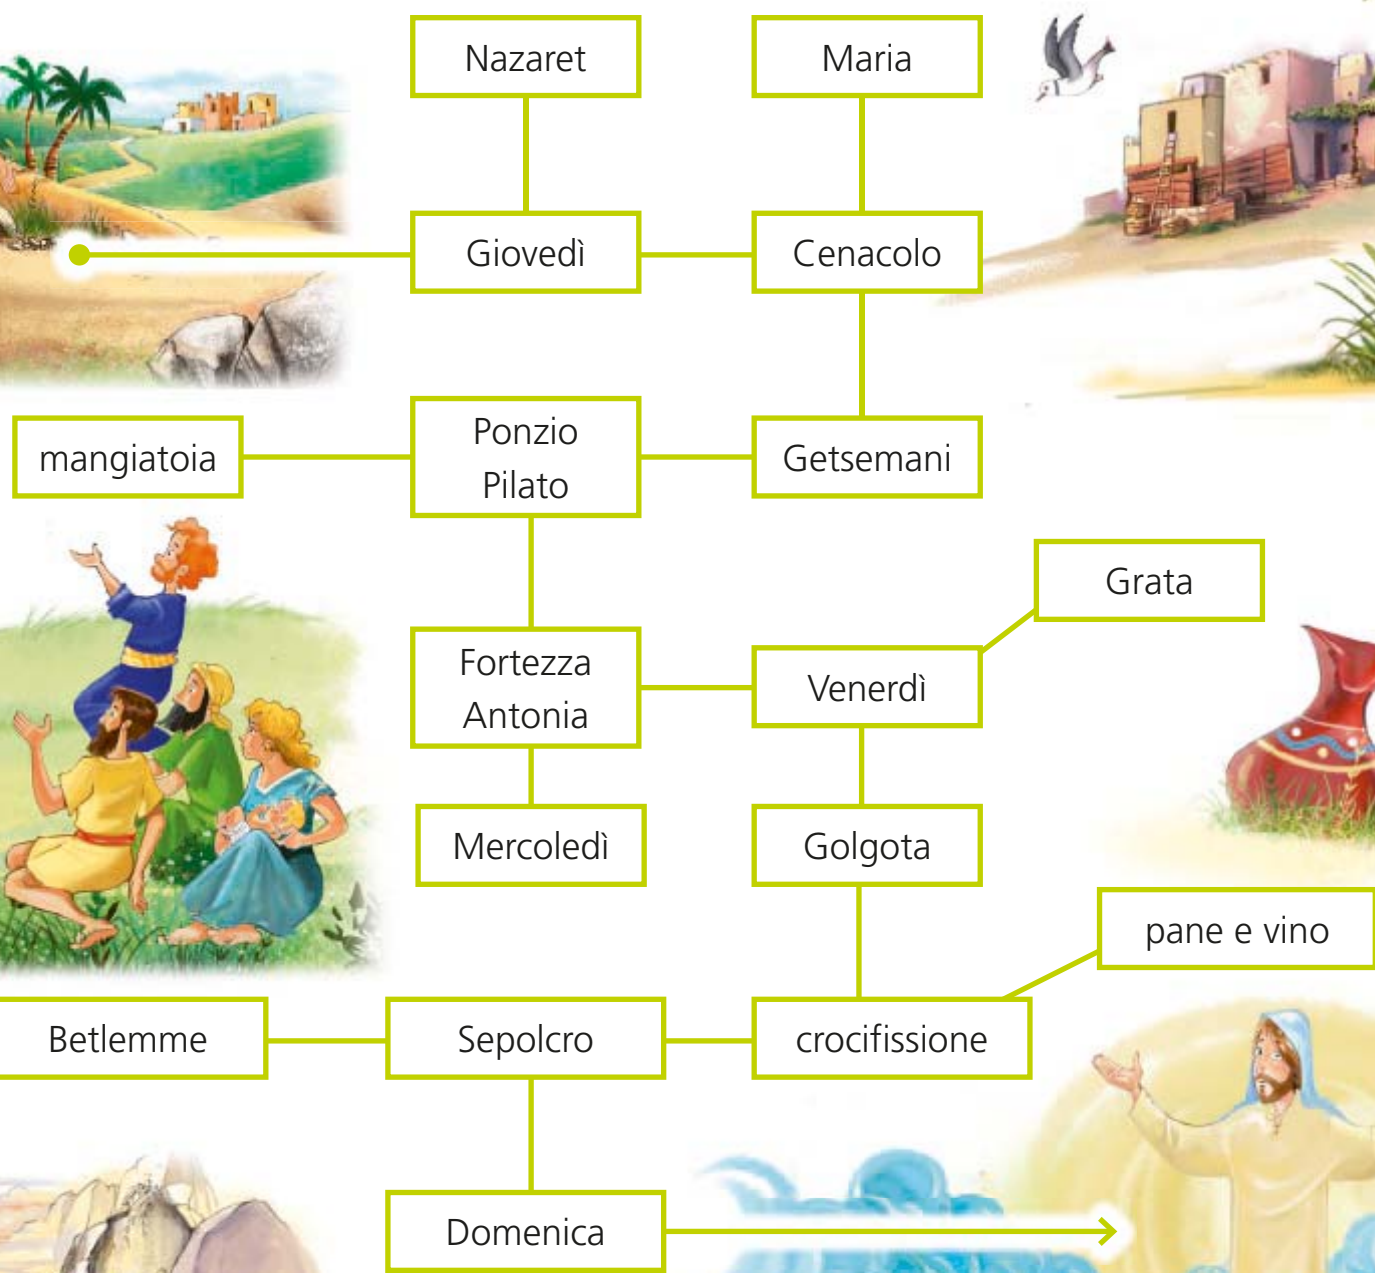 Nazaret
Maria
Giovedì
Cenacolo
mangiatoia
Ponzio
Pilato
Getsemani
Grata
Fortezza
Antonia
Venerdì
Mercoledì
Golgota
pane e vino
Betlemme
Sepolcro
crocifissione
Domenica